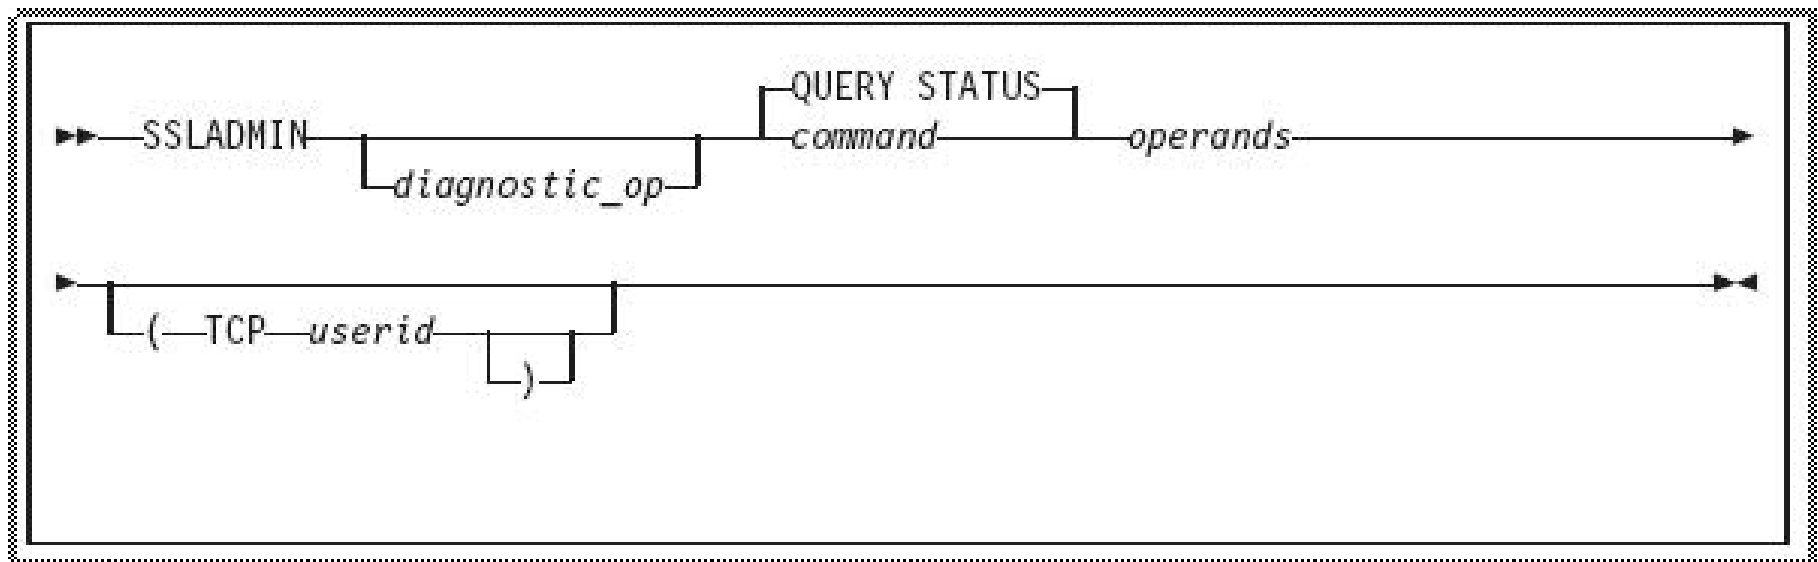 QUERY STATUS
SSLADMIN command operands
diagnostic_op
( TCP userid
)